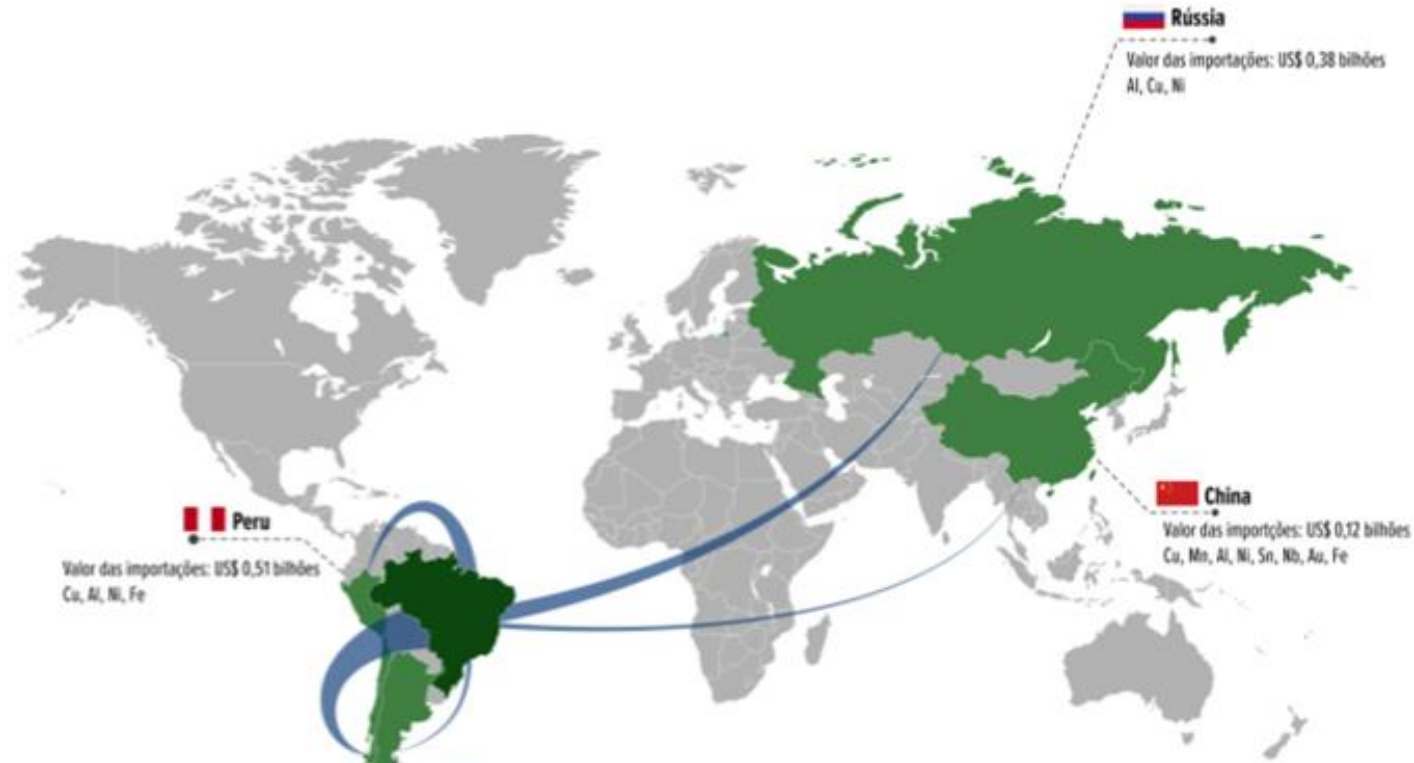 Rússia
Valor das importações: US$ 0,38 bilhões
Al, Cu, Ni
Peru
Valor das importações: US$ 0,51 bilhões
Cu, Al, Ni, Fe
China
Valor das importções: US$ 0,12 bilhões
Cu, Mn, Al, Ni, Sn, Nb, Au, Fe